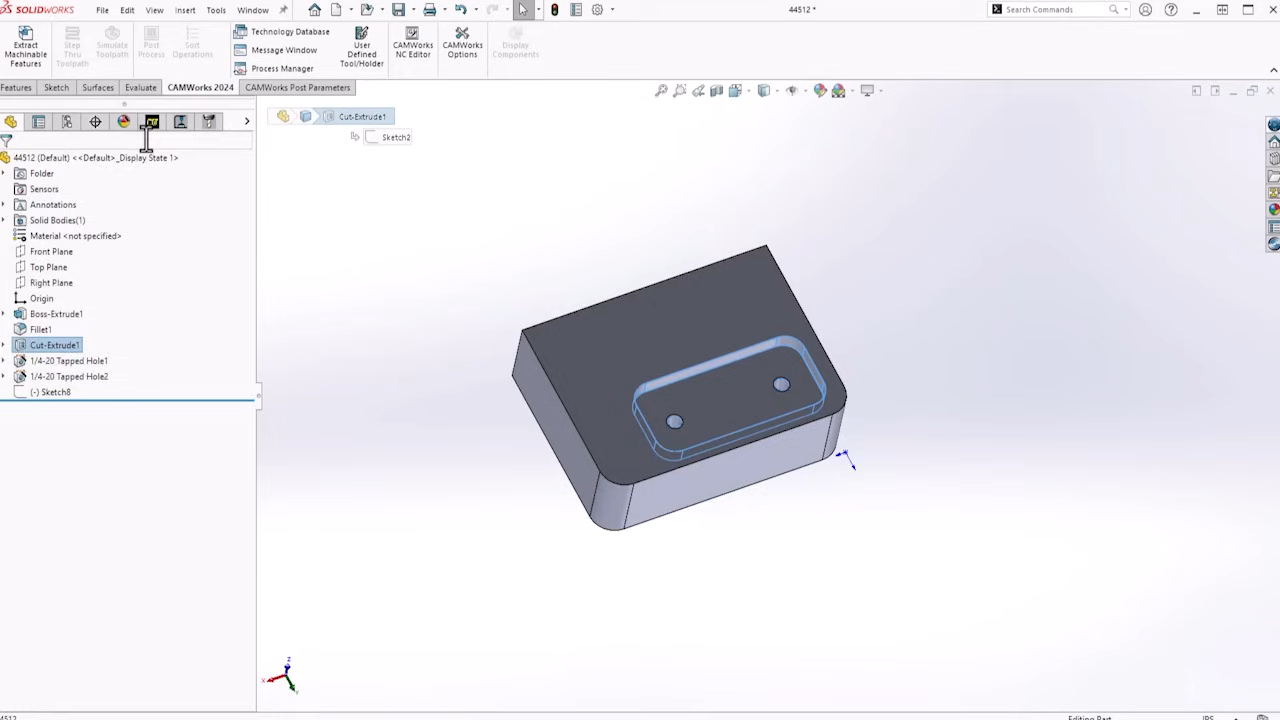 SOLIDWORKS File Edit View Insert Tools Window 44512 * Search Commands
Extract Machinable Features
Step Thru Toolpath
Simulate Toolpath
Post Process
Sort Operations
Technology Database
Message Window
Process Manager
User Defined Tool/Holder
CAMWorks NC Editor
CAMWorks Options
Display Components
Features Sketch Surfaces Evaluate CAMWorks 2024 CAMWorks Post Parameters
Cut-Extrude1
Sketch2
44512 (Default) <<Default>_Display State 1>
Folder
Sensors
Annotations
Solid Bodies(1)
Material <not specified>
Front Plane
Top Plane
Right Plane
Origin
Boss-Extrude1
Fillet1
Cut-Extrude1
1/4-20 Tapped Hole1
1/4-20 Tapped Hole2
(-) Sketch8
Z
X
Y
44512 Editing Part IPS